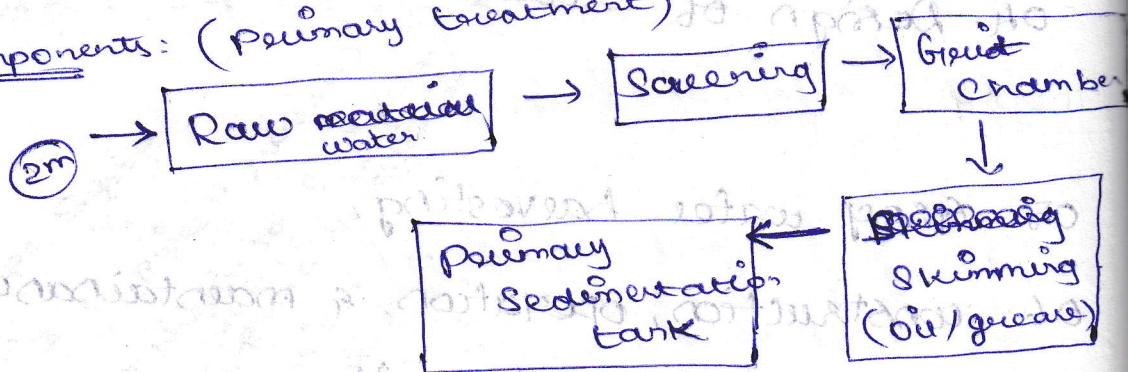 ponents: (primary treatment)
Raw
water
Screening
Grit
Chamber
2m
Skimming
(oil/grease)
Primary
Sedimentation
tank